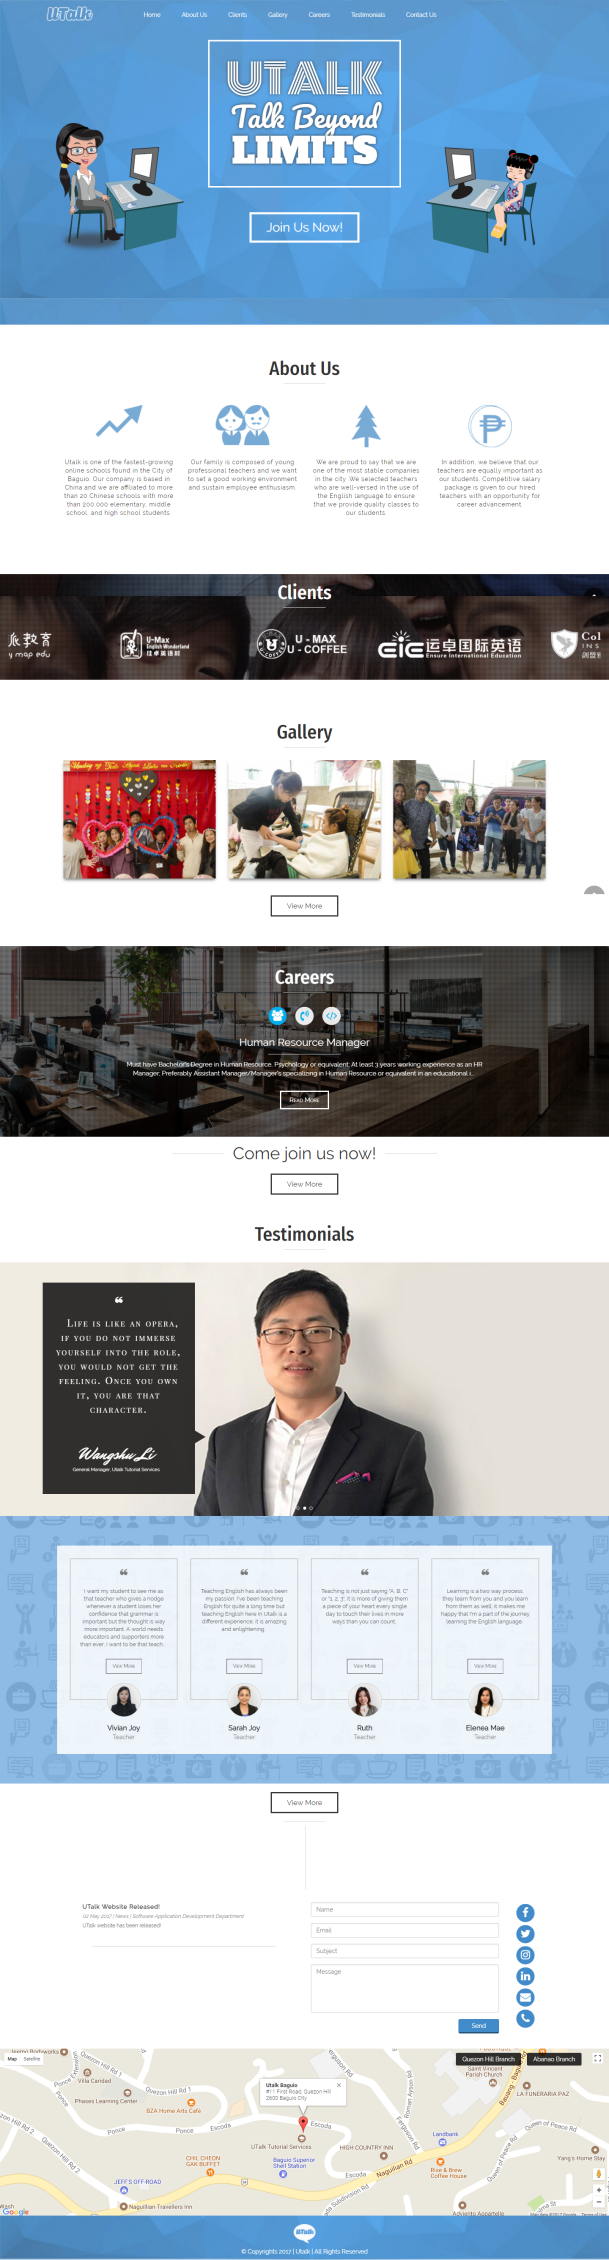 UTalk
Home About Us Clients Gallery Careers Testimonials Contact Us
UTALK
Talk Beyond
LIMITS
Join Us Now!
About Us
Utalk is one of the fastest-growing
online schools found in the City of
Baguio. Our company is based in
China and we are affiliated to more
than 20 Chinese schools with more
than 200,000 elementary, middle
school, and high school students.
Our family is composed of young
professional teachers and we want
to set a good working environment
and sustain employee enthusiasm.
We are proud to say that we are
one of the most stable companies
in the city. We selected teachers
who are well-versed in the use of
the English language to ensure
that we provide quality classes to
our students.
In addition, we believe that our
teachers are equally important as
our students. Competitive salary
package is given to our hired
teachers with an opportunity for
career advancement.
Clients
派教育
y map edu
U-Max
English Wonderland
佳卓英语村
U - MAX
U - COFFEE
EIE 运卓国际英语
Ensure International Education
Col
INS
Gallery
View More
Careers
Human Resource Manager
Must have Bachelor's Degree in Human Resource, Psychology or equivalent. At least 3 years working experience as an HR
Manager. Preferably Assistant Manager/Manager's specializing in Human Resource or equivalent in an educational i...
Read More
Come join us now!
View More
Testimonials
❝
Life is like an opera,
if you do not immerse
yourself into the role,
you would not get the
feeling. Once you own
it, you are that
character.
Wangshu Li
General Manager, Utalk Tutorial Services
❝
I want my student to see me as
that teacher who gives a nodge
whenever a student loses her
confidence that grammar is
important but the thought is way
more important. A world needs
educators and supporters more
than ever, I want to be that teach...
View More
Vivian Joy
Teacher
❝
Teaching English has always been
my passion. I've been teaching
English for quite a long time but
teaching English here in Utalk is a
different experience; it is amazing
and enlightening.
View More
Sarah Joy
Teacher
❝
Teaching is not just saying "A, B, C"
or "1, 2, 3", it is more of giving them
a piece of your heart every single
day to touch their lives in more
ways than you can count.
View More
Ruth
Teacher
❝
Learning is a two way process,
they learn from you and you learn
from them as well, it makes me
happy that I'm a part of the journey
learning the English language.
View More
Elenea Mae
Teacher
View More
UTalk Website Released!
02 May 2017 | News | Software Application Development Department
UTalk website has been released!
Name
Email
Subject
Message
Send
Map Satellite
Quezon Hill Branch Abanao Branch
Utalk Baguio
#11 First Road, Quezon Hill
2600 Baguio City
Quezon Hill Rd 1
Villa Carded
Phases Learning Center
Quezon Hill Rd 1
BZA Home Arts Café
Ponce
Ponce
Escoda
Escoda
UTalk Tutorial Services
HIGH COUNTRY INN
Baguio Superior
Shell Station
CHIL CHEON
GAK BUFFET
JEFF'S OFF-ROAD
Escoda
Naguilian Rd
Naguilian Travellers Inn
Landbank
Rise & Brew
Coffee House
Saint Vincent
Parish Church
LA FUNERARIA PAZ
Queen of Peace Rd
Yang's Home Stay
Adviento Appartelle
Google
UTalk
© Copyrights 2017 | Utalk | All Rights Reserved